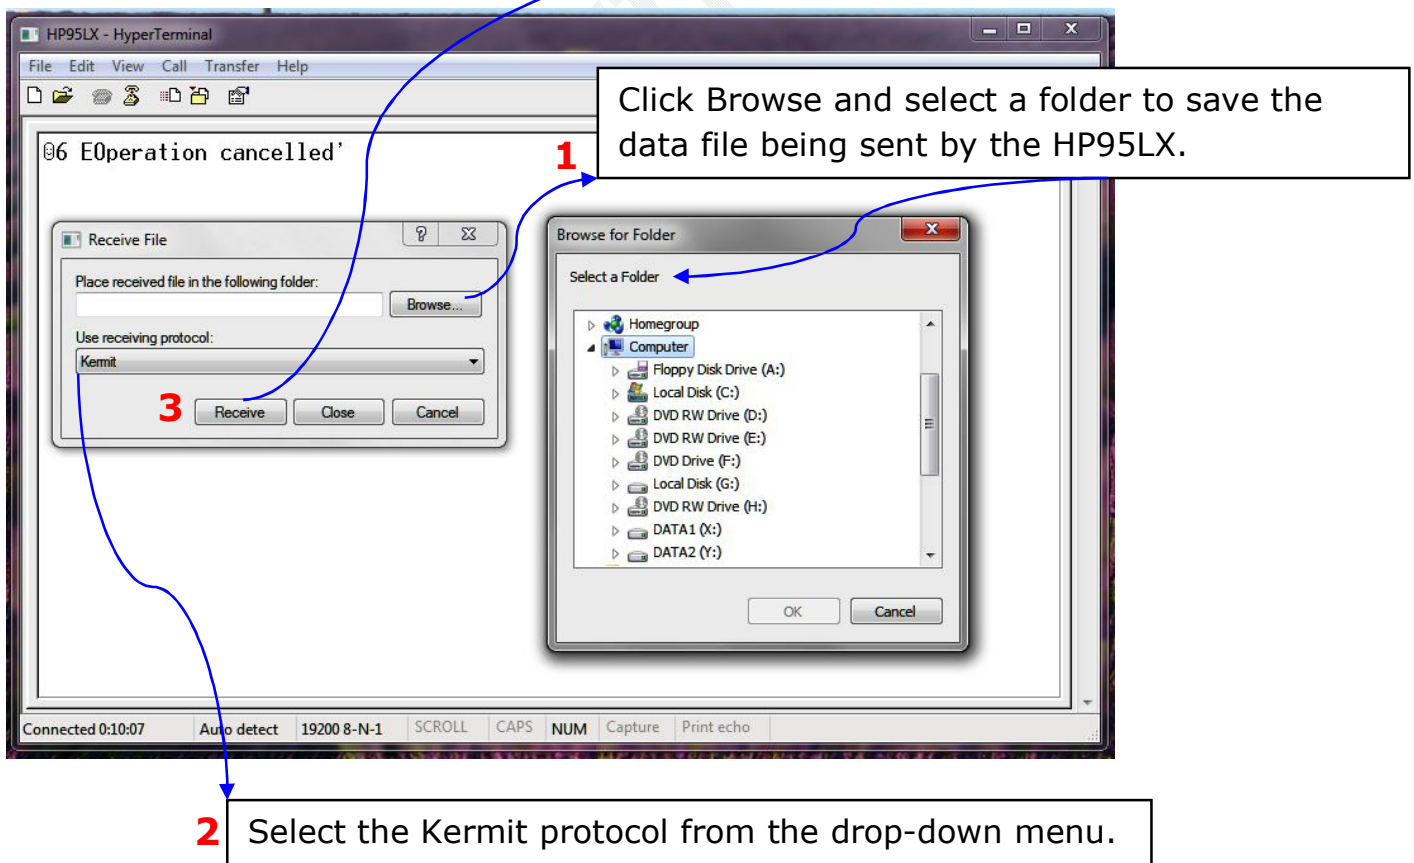 HP95LX - HyperTerminal
File Edit View Call Transfer Help
Click Browse and select a folder to save the
data file being sent by the HP95LX.
06 EOperation cancelled'
1
Receive File
Place received file in the following folder:
Browse...
Use receiving protocol:
Kermit
3
Receive Close Cancel
Browse for Folder
Select a Folder
Homegroup
Computer
Floppy Disk Drive (A:)
Local Disk (C:)
DVD RW Drive (D:)
DVD RW Drive (E:)
DVD Drive (F:)
Local Disk (G:)
DVD RW Drive (H:)
DATA1 (X:)
DATA2 (Y:)
OK Cancel
Connected 0:10:07 Auto detect 19200 8-N-1 SCROLL CAPS NUM Capture Print echo
2
Select the Kermit protocol from the drop-down menu.